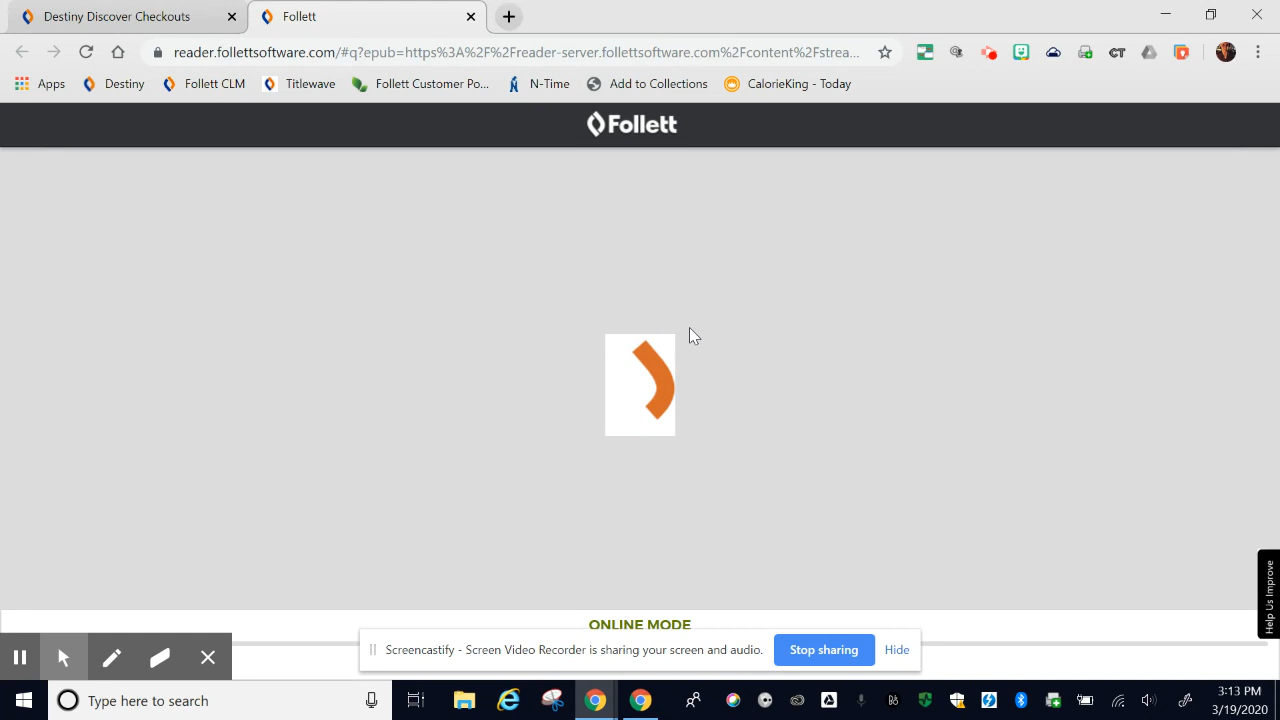 Destiny Discover Checkouts
Follett
reader.follettsoftware.com/#q?epub=https%3A%2F%2Freader-server.follettsoftware.com%2Fcontent%2Fstrea...
CT
Apps
Destiny
Follett CLM
Titlewave
Follett Customer Po...
N-Time
Add to Collections
CalorieKing - Today
Follett
Help Us Improve
ONLINE MODE
Screencastify - Screen Video Recorder is sharing your screen and audio.
Stop sharing
Hide
Type here to search
3:13 PM
3/19/2020